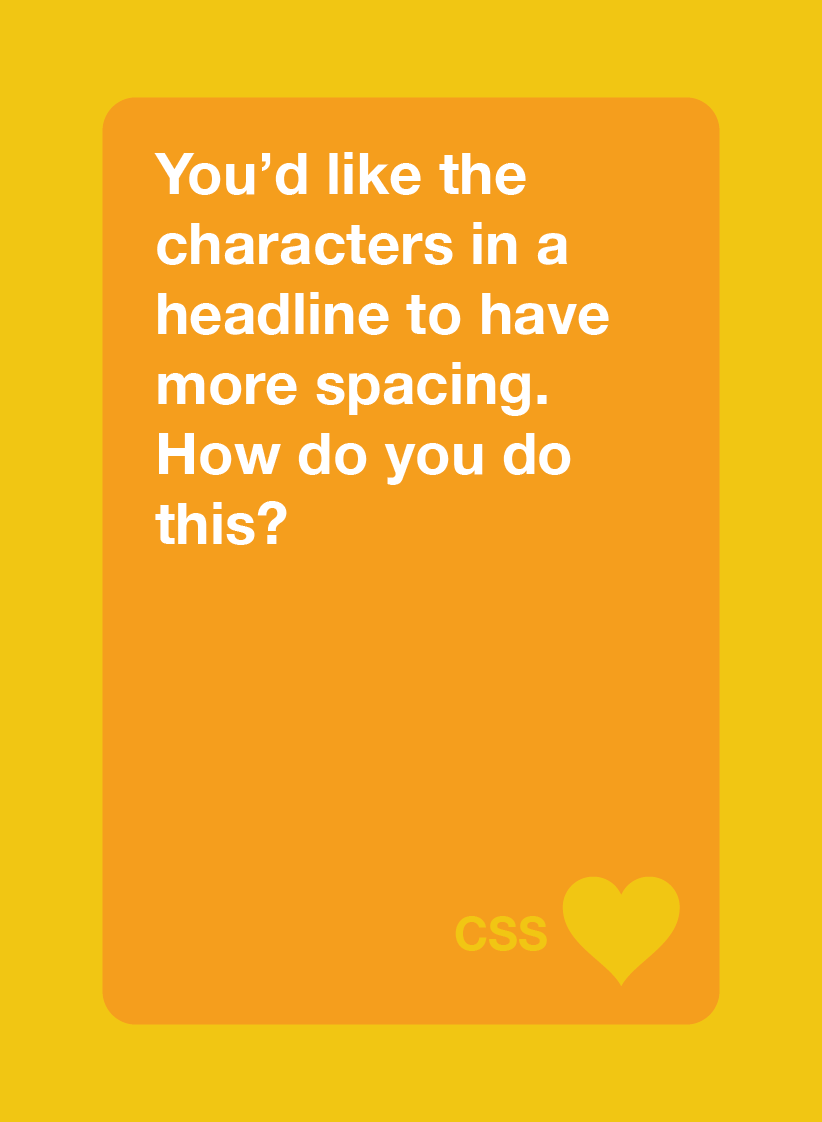 You’d like the
characters in a
headline to have
more spacing.
How do you do
this?
CSS